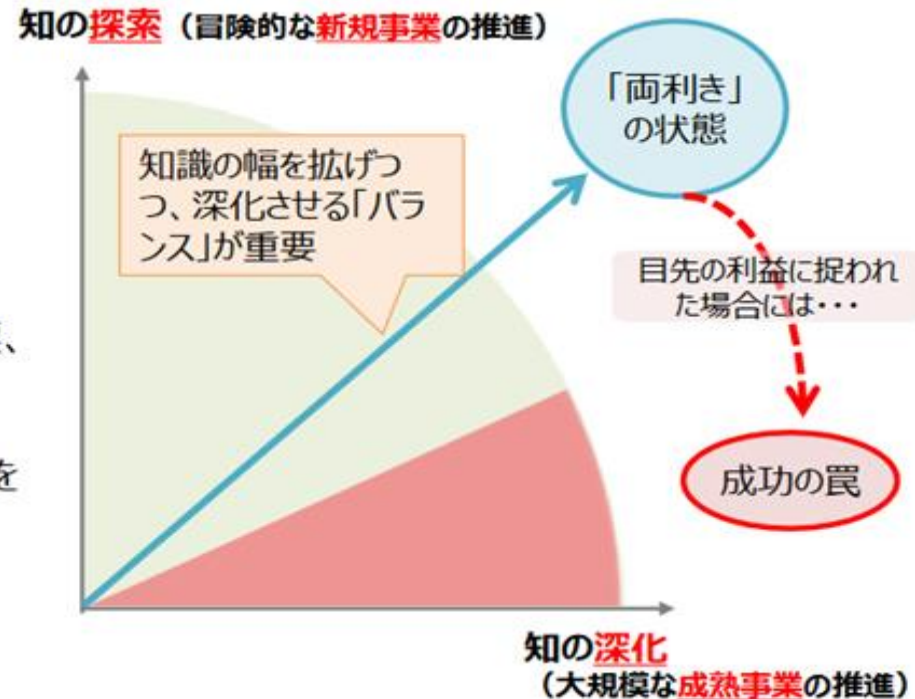 知の探索（冒険的な新規事業の推進）
「両利き」
の状態
知識の幅を拡げつ
つ、深化させる「バラ
ンス」が重要
目先の利益に捉われ
た場合には・・・
、
を
成功の罠
知の深化
（大規模な成熟事業の推進）